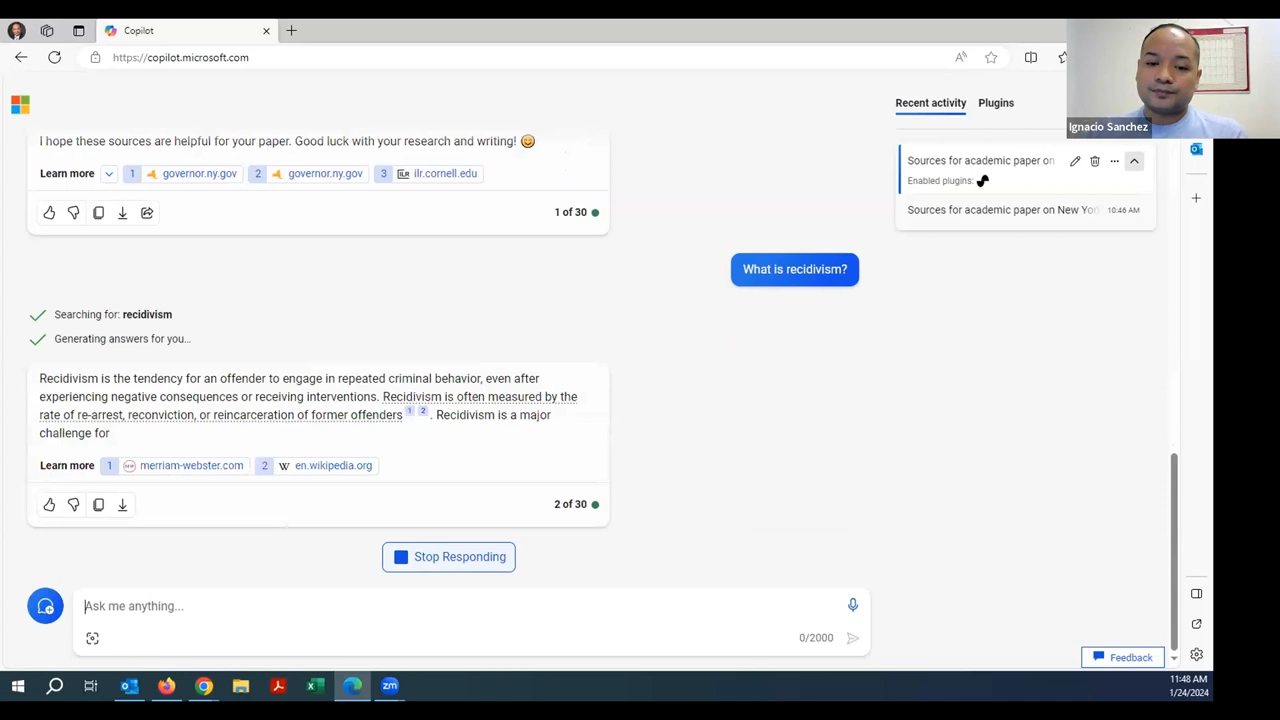 Copilot
https://copilot.microsoft.com
Recent activity
Plugins
Ignacio Sanchez
I hope these sources are helpful for your paper. Good luck with your research and writing! 😄
Learn more
1 governor.ny.gov
2 governor.ny.gov
3 ilr.cornell.edu
1 of 30
Sources for academic paper on
Enabled plugins:
Sources for academic paper on New Yor
10:46 AM
What is recidivism?
Searching for: recidivism
Generating answers for you...
Recidivism is the tendency for an offender to engage in repeated criminal behavior, even after
experiencing negative consequences or receiving interventions. Recidivism is often measured by the
rate of re-arrest, reconviction, or reincarceration of former offenders 1 2 . Recidivism is a major
challenge for
Learn more
1 merriam-webster.com
2 W en.wikipedia.org
2 of 30
Stop Responding
Ask me anything...
0/2000
Feedback
11:48 AM
1/24/2024